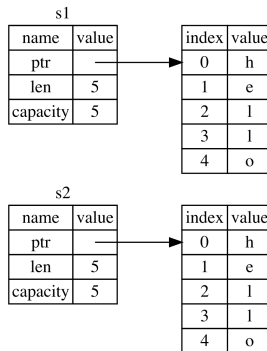 s1
name value index value
ptr 0 h
len 5 1 e
capacity 5 2 l
3 l
4 o
s2
name value index value
ptr 0 h
len 5 1 e
capacity 5 2 l
3 l
4 o